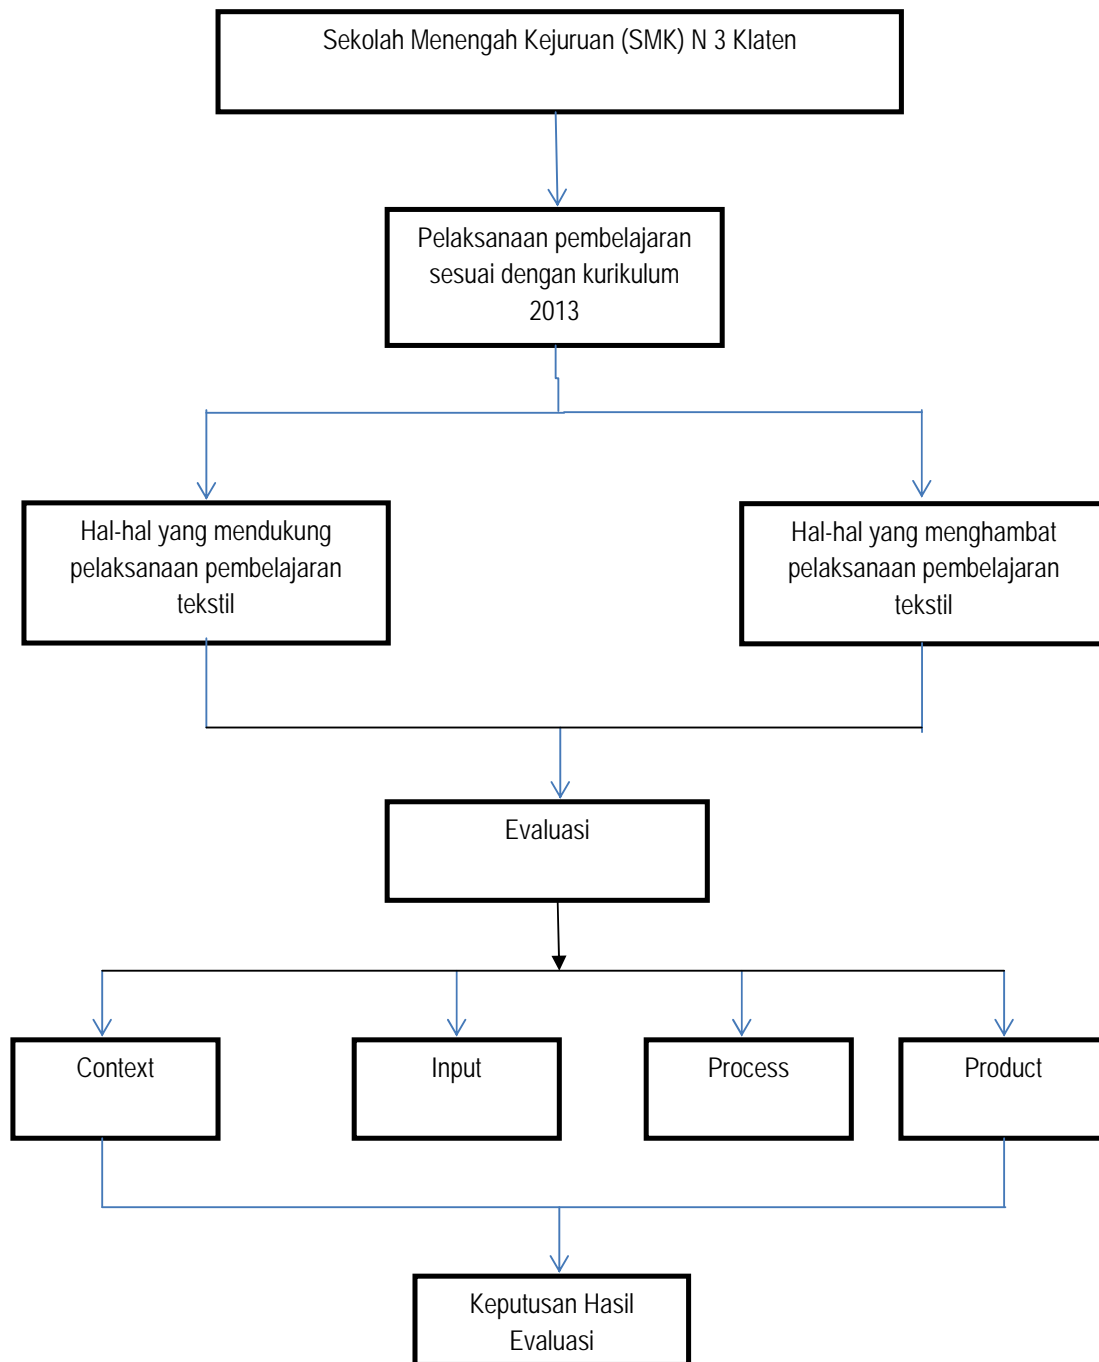 Sekolah Menengah Kejuruan (SMK) N 3 Klaten
Pelaksanaan pembelajaran
sesuai dengan kurikulum
2013
Hal-hal yang mendukung
pelaksanaan pembelajaran
tekstil
Hal-hal yang menghambat
pelaksanaan pembelajaran
tekstil
Evaluasi
Context
Input
Process
Product
Keputusan Hasil
Evaluasi